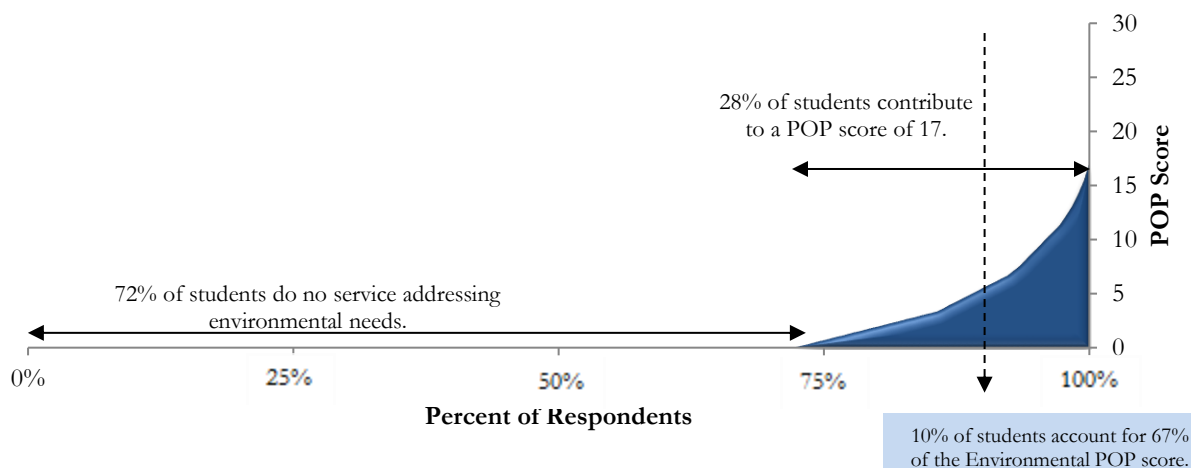 30
25
28% of students contribute
to a POP score of 17.
20
15
10
5
0
POP Score
72% of students do no service addressing
environmental needs.
0%
25%
50%
75%
100%
Percent of Respondents
10% of students account for 67%
of the Environmental POP score.